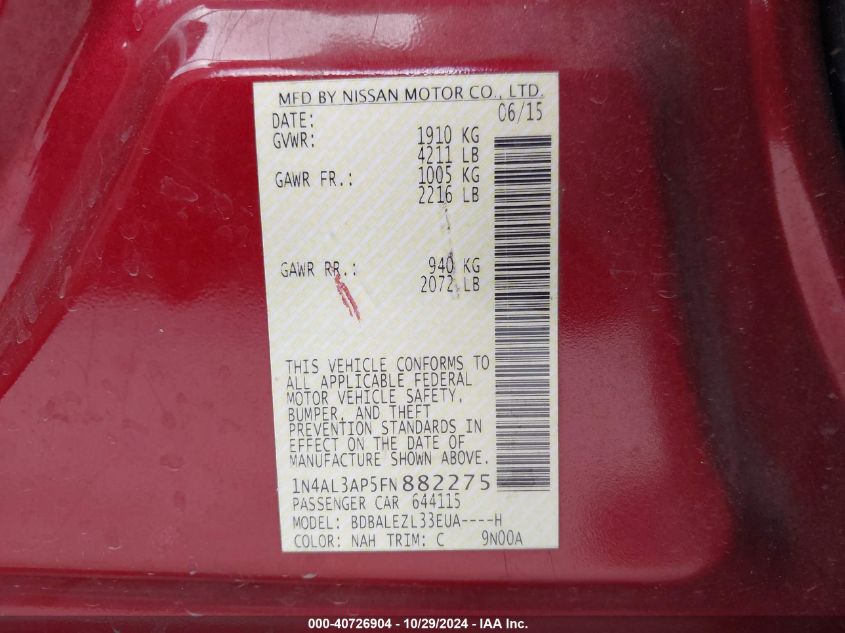 MFD BY NISSAN MOTOR CO., LTD.
DATE: 06/15
GVWR: 1910 KG
4211 LB
GAWR FR.: 1005 KG
2216 LB
GAWR RR.: 940 KG
2072 LB
THIS VEHICLE CONFORMS TO
ALL APPLICABLE FEDERAL
MOTOR VEHICLE SAFETY,
BUMPER, AND THEFT
PREVENTION STANDARDS IN
EFFECT ON THE DATE OF
MANUFACTURE SHOWN ABOVE.
1N4AL3AP5FN882275
PASSENGER CAR 644115
MODEL: BDBALEZL33EUA----H
COLOR: NAH TRIM: C 9N00A
000-40726904 - 10/29/2024 - IAA Inc.